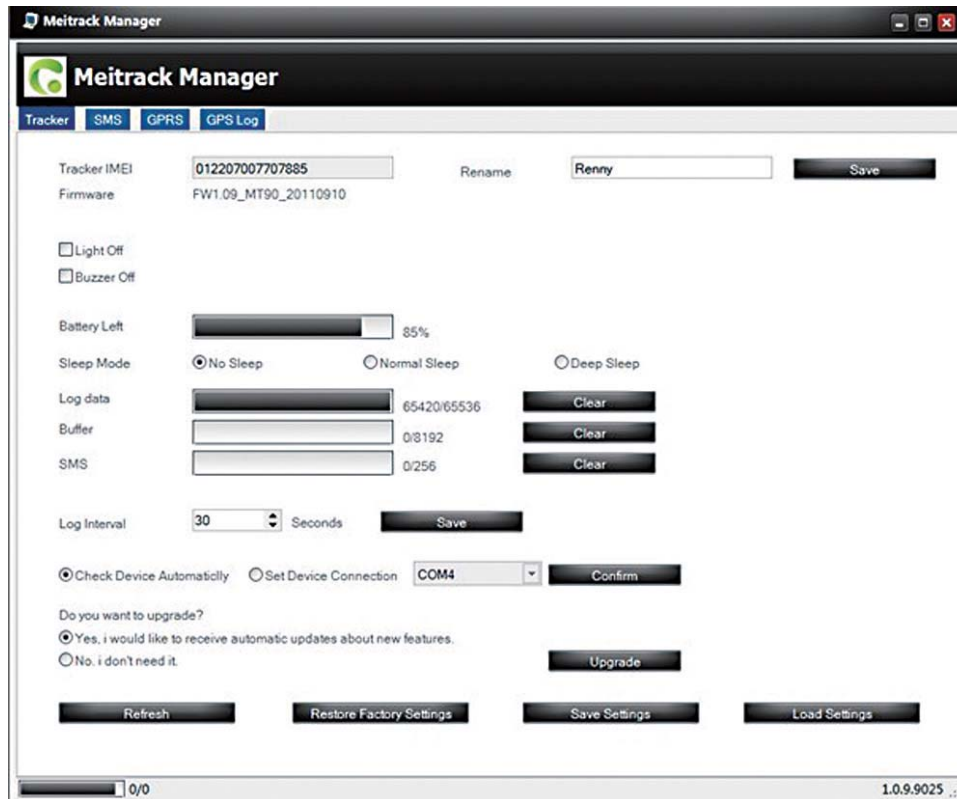 Meitrack Manager
Meitrack Manager
Tracker SMS GPRS GPS Log
Tracker IMEI 012207007707885 Rename Renny Save
Firmware FW1.09_MT90_20110910
Light Off
Buzzer Off
Battery Left 85%
Sleep Mode No Sleep Normal Sleep Deep Sleep
Log data 65420/65536 Clear
Buffer 0/8192 Clear
SMS 0/256 Clear
Log Interval 30 Seconds Save
Check Device Automaticlly Set Device Connection COM4 Confirm
Do you want to upgrade?
Yes, i would like to receive automatic updates about new features.
No. i don't need it. Upgrade
Refresh Restore Factory Settings Save Settings Load Settings
0/0 1.0.9.9025